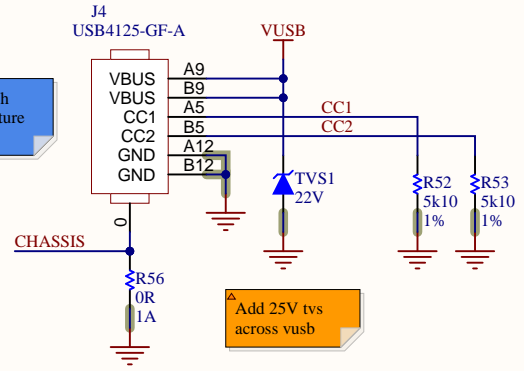 J4
USB4125-GF-A
VUSB
h
ture
VBUS A9
VBUS B9
CC1 A5 CC1
CC2 B5 CC2
GND A12
GND B12
0
TVS1
22V
R52
5k10
1%
R53
5k10
1%
CHASSIS
R56
0R
1A
Add 25V tvs
across vusb